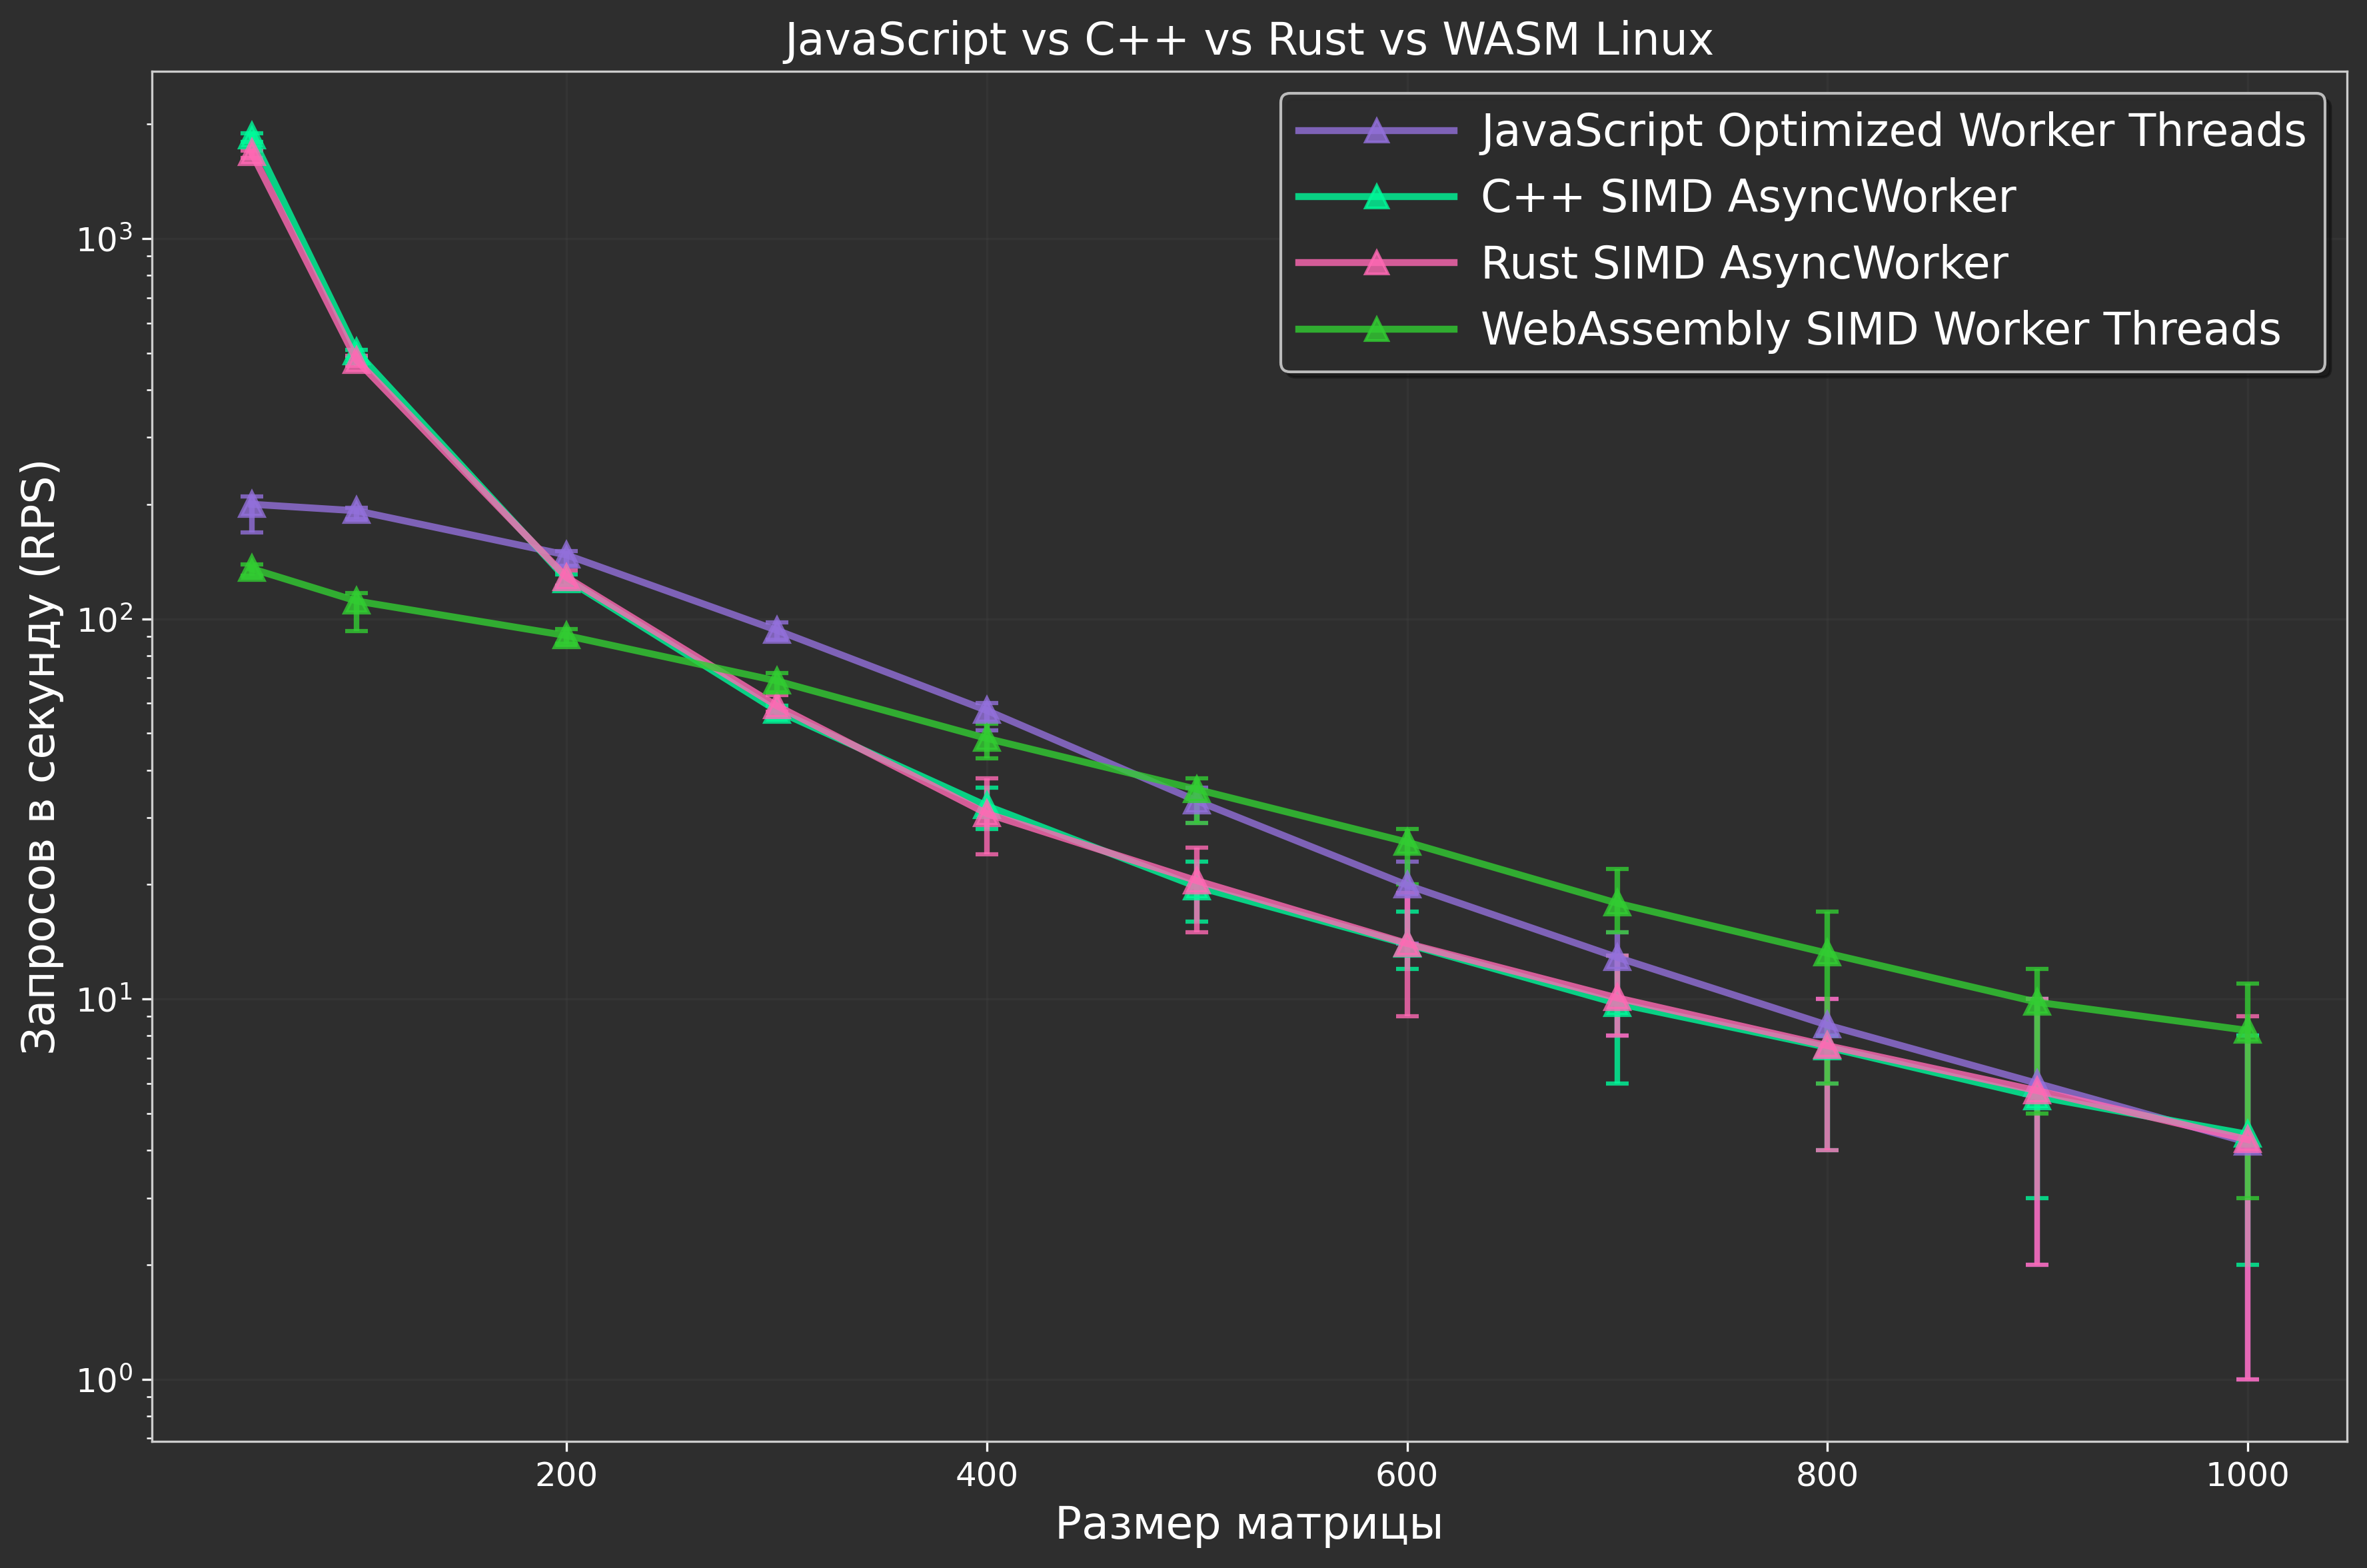 JavaScript vs C++ vs Rust vs WASM Linux
JavaScript Optimized Worker Threads
C++ SIMD AsyncWorker
Rust SIMD AsyncWorker
WebAssembly SIMD Worker Threads
Запросов в секунду (RPS)
10³
10²
10¹
10⁰
200 400 600 800 1000
Размер матрицы